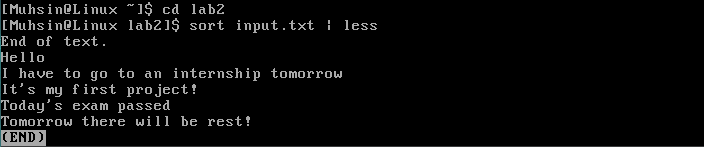 [Muhsin@Linux ~]$ cd lab2
[Muhsin@Linux lab2]$ sort input.txt | less
End of text.
Hello
I have to go to an internship tomorrow
It's my first project!
Today's exam passed
Tomorrow there will be rest!
(END)